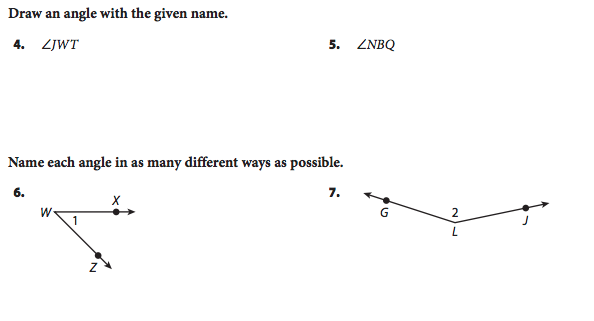 Draw an angle with the given name.
4. ∠JWT
5. ∠NBQ
Name each angle in as many different ways as possible.
6.
X
W
1
Z
7.
G
2
L
J